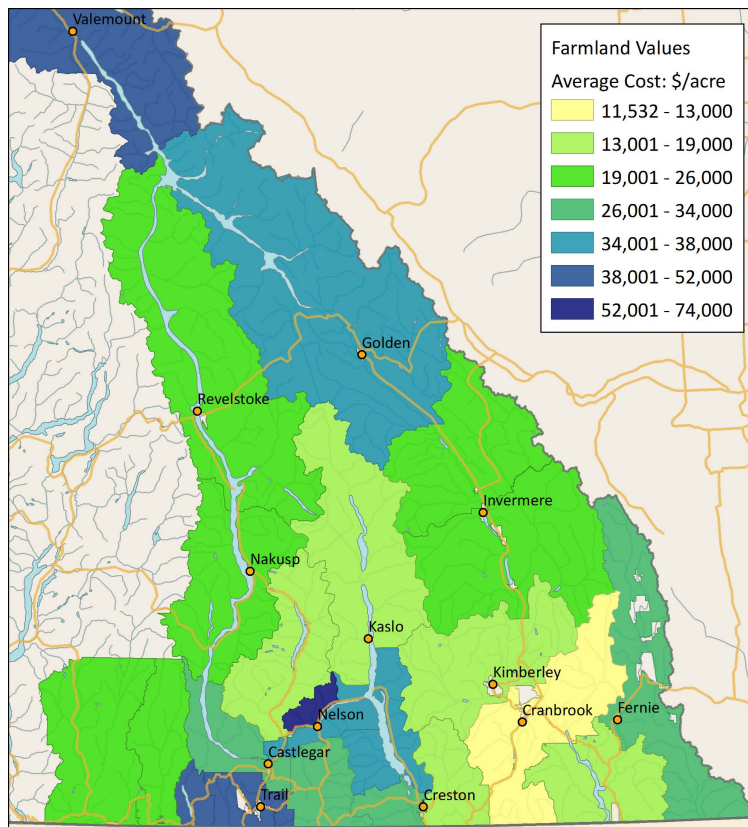 Valemount
Farmland Values
Average Cost: $/acre
11,532 - 13,000
13,001 - 19,000
19,001 - 26,000
26,001 - 34,000
34,001 - 38,000
38,001 - 52,000
52,001 - 74,000
Golden
Revelstoke
Invermere
Nakusp
Kaslo
Kimberley
Nelson
Cranbrook
Fernie
Castlegar
Trail
Creston